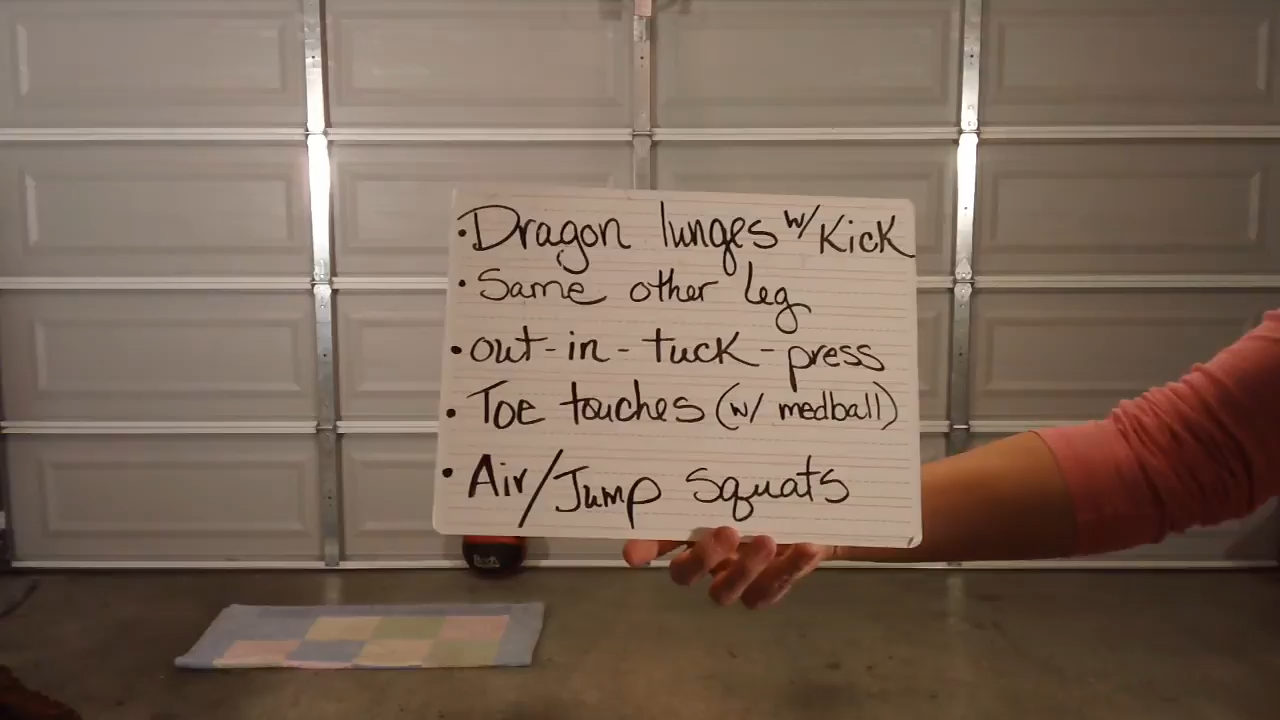 •Dragon lunges w/Kick
•Same other leg
•out-in-tuck-press
•Toe touches (w/ medball)
•Air/Jump Squats